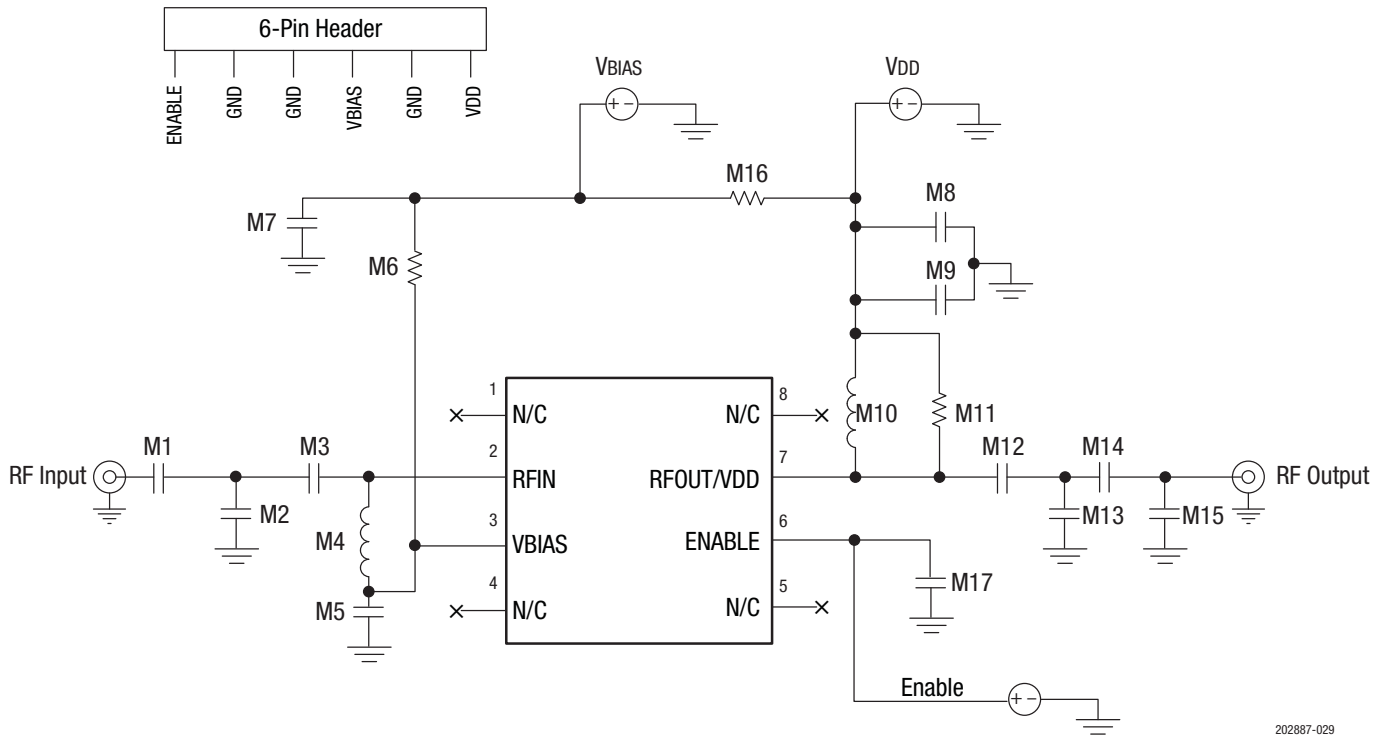 6-Pin Header
ENABLE
GND
GND
VBIAS
GND
VDD
VBIAS
VDD
M16
M8
M7
M6
M9
1
N/C
8
N/C
M10
M11
M1
M3
2
RFIN
7
RFOUT/VDD
M12
M14
RF Input
RF Output
M2
M4
3
VBIAS
6
ENABLE
M13
M15
M5
4
N/C
5
N/C
M17
Enable
202887-029